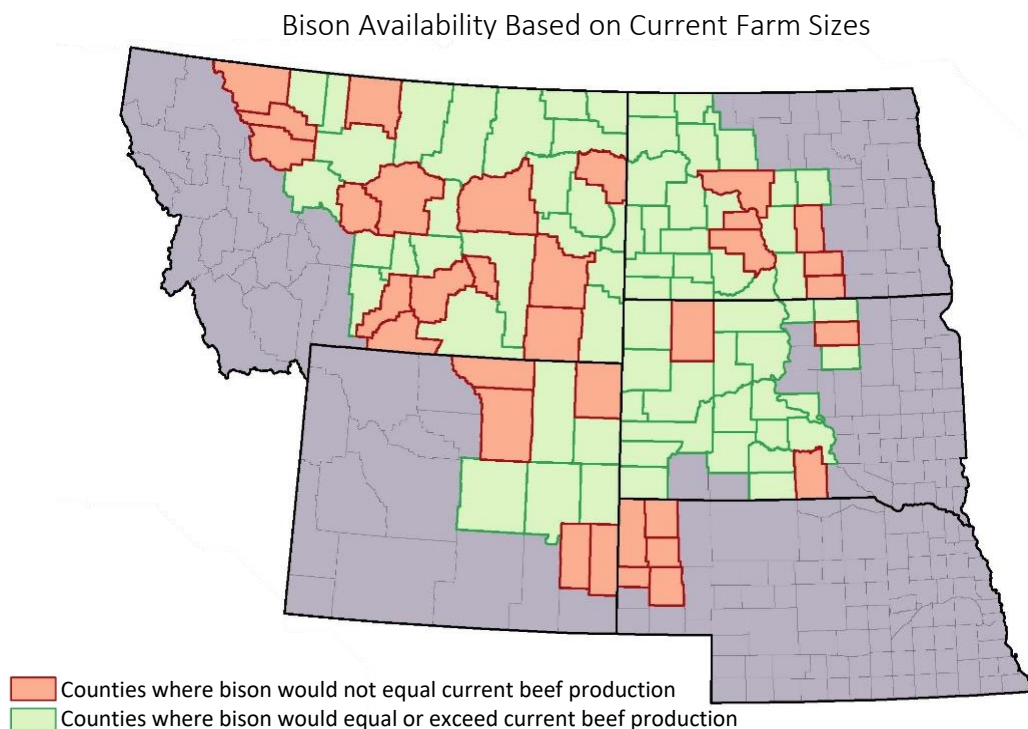 Bison Availability Based on Current Farm Sizes
Counties where bison would not equal current beef production
Counties where bison would equal or exceed current beef production